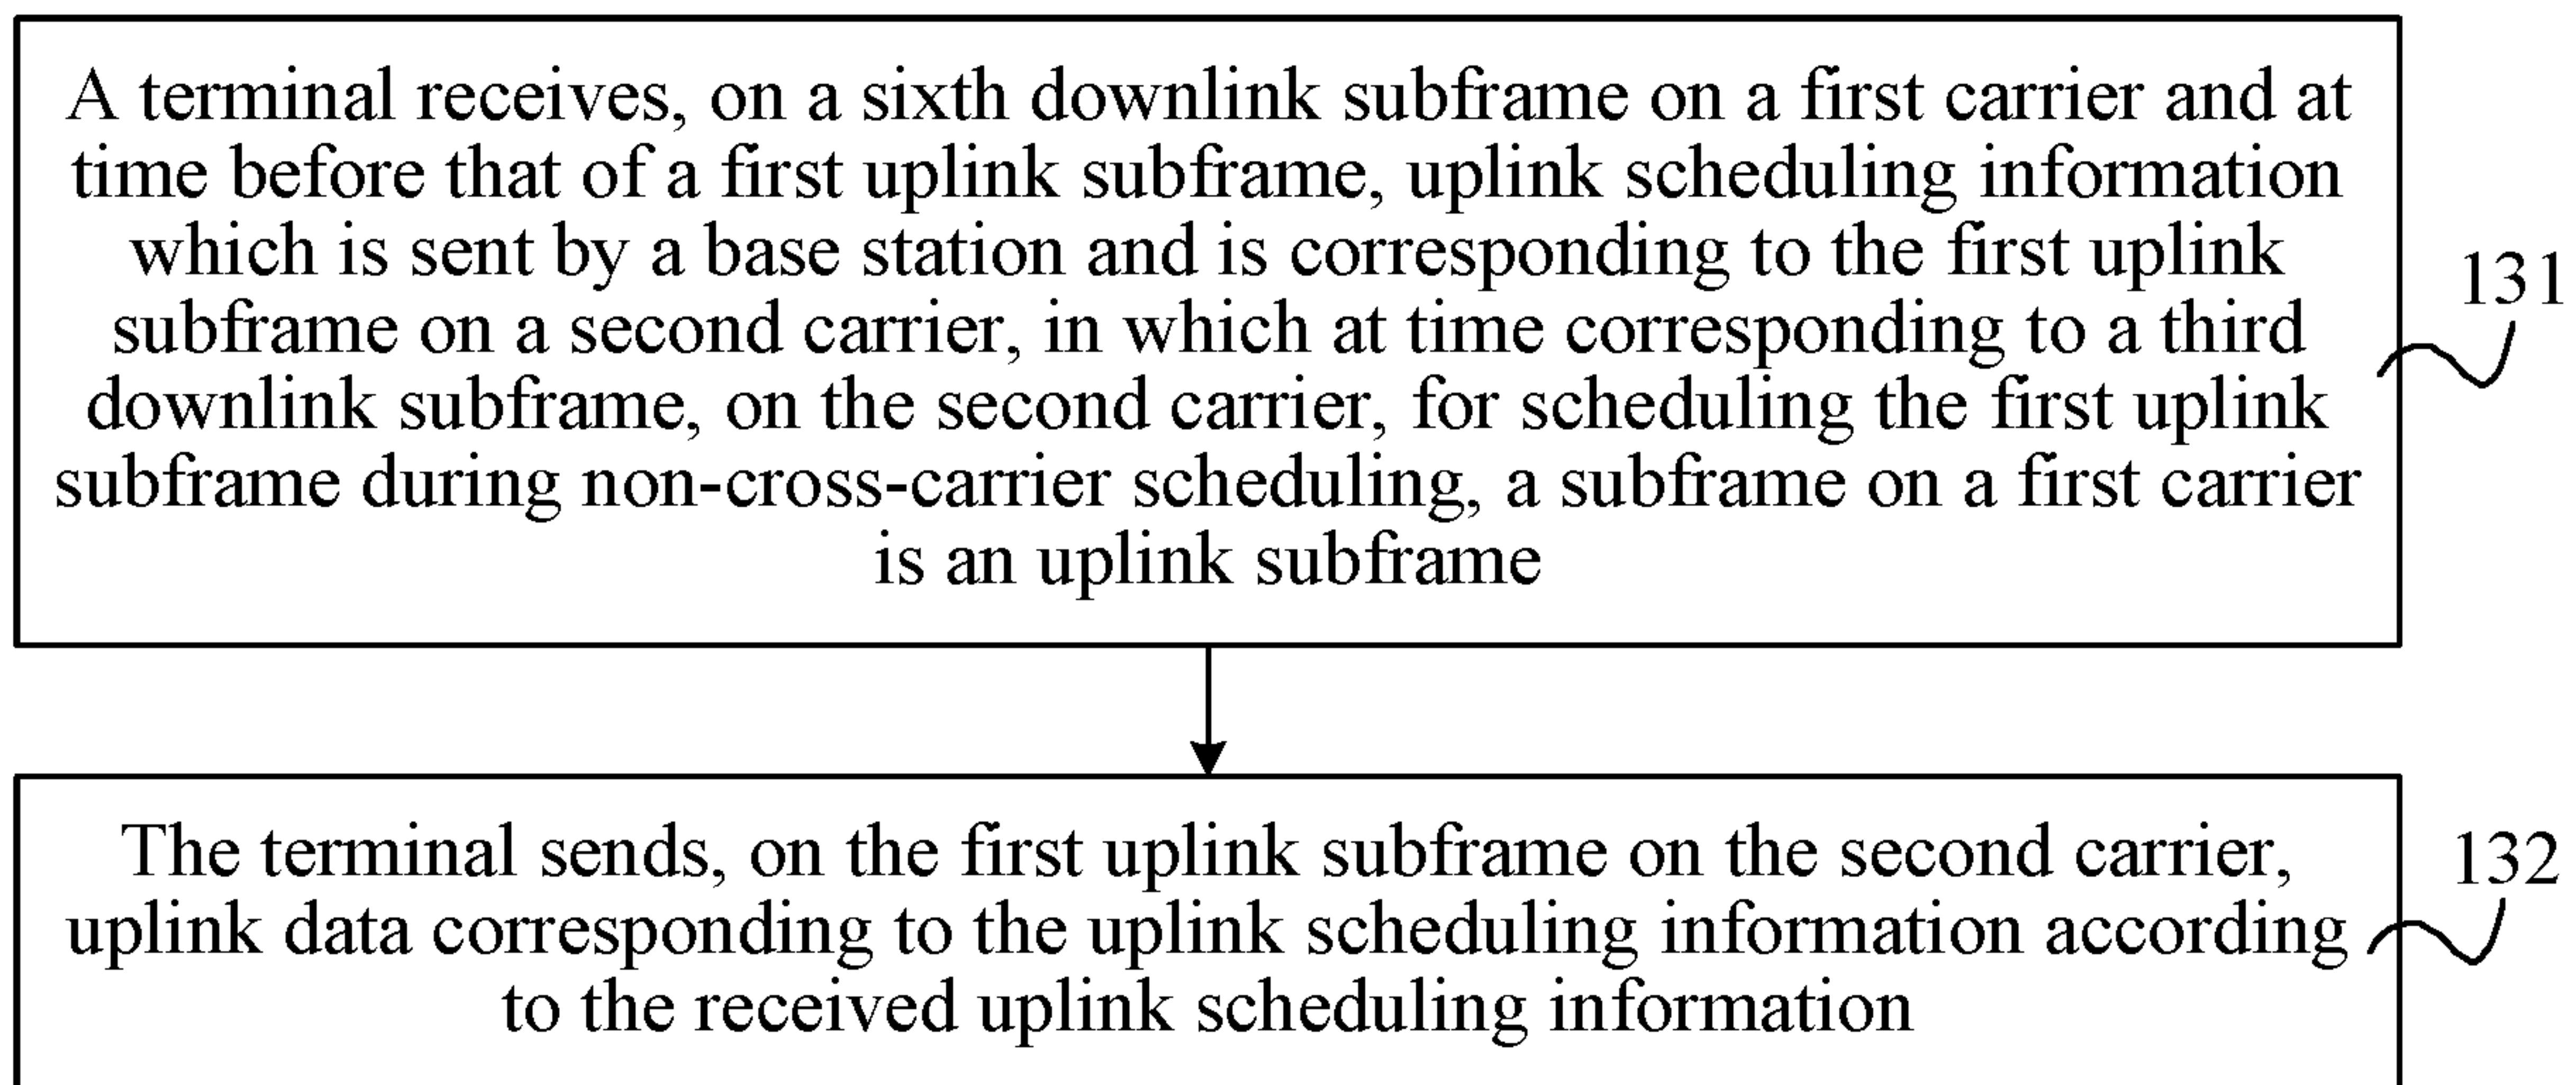 A terminal receives, on a sixth downlink subframe on a first carrier and at
time before that of a first uplink subframe, uplink scheduling information
which is sent by a base station and is corresponding to the first uplink
subframe on a second carrier, in which at time corresponding to a third
downlink subframe, on the second carrier, for scheduling the first uplink
subframe during non-cross-carrier scheduling, a subframe on a first carrier
is an uplink subframe
131
The terminal sends, on the first uplink subframe on the second carrier,
uplink data corresponding to the uplink scheduling information according
to the received uplink scheduling information
132